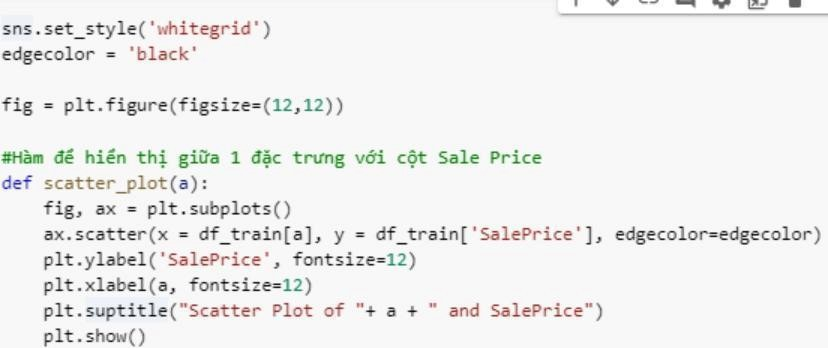 sns.set_style('whitegrid')
edgecolor = 'black'
fig = plt.figure(figsize=(12,12))
#Hàm để hiển thị giữa 1 đặc trưng với cột Sale Price
def scatter_plot(a):
    fig, ax = plt.subplots()
    ax.scatter(x = df_train[a], y = df_train['SalePrice'], edgecolor=edgecolor)
    plt.ylabel('SalePrice', fontsize=12)
    plt.xlabel(a, fontsize=12)
    plt.suptitle("Scatter Plot of "+ a + " and SalePrice")
    plt.show()